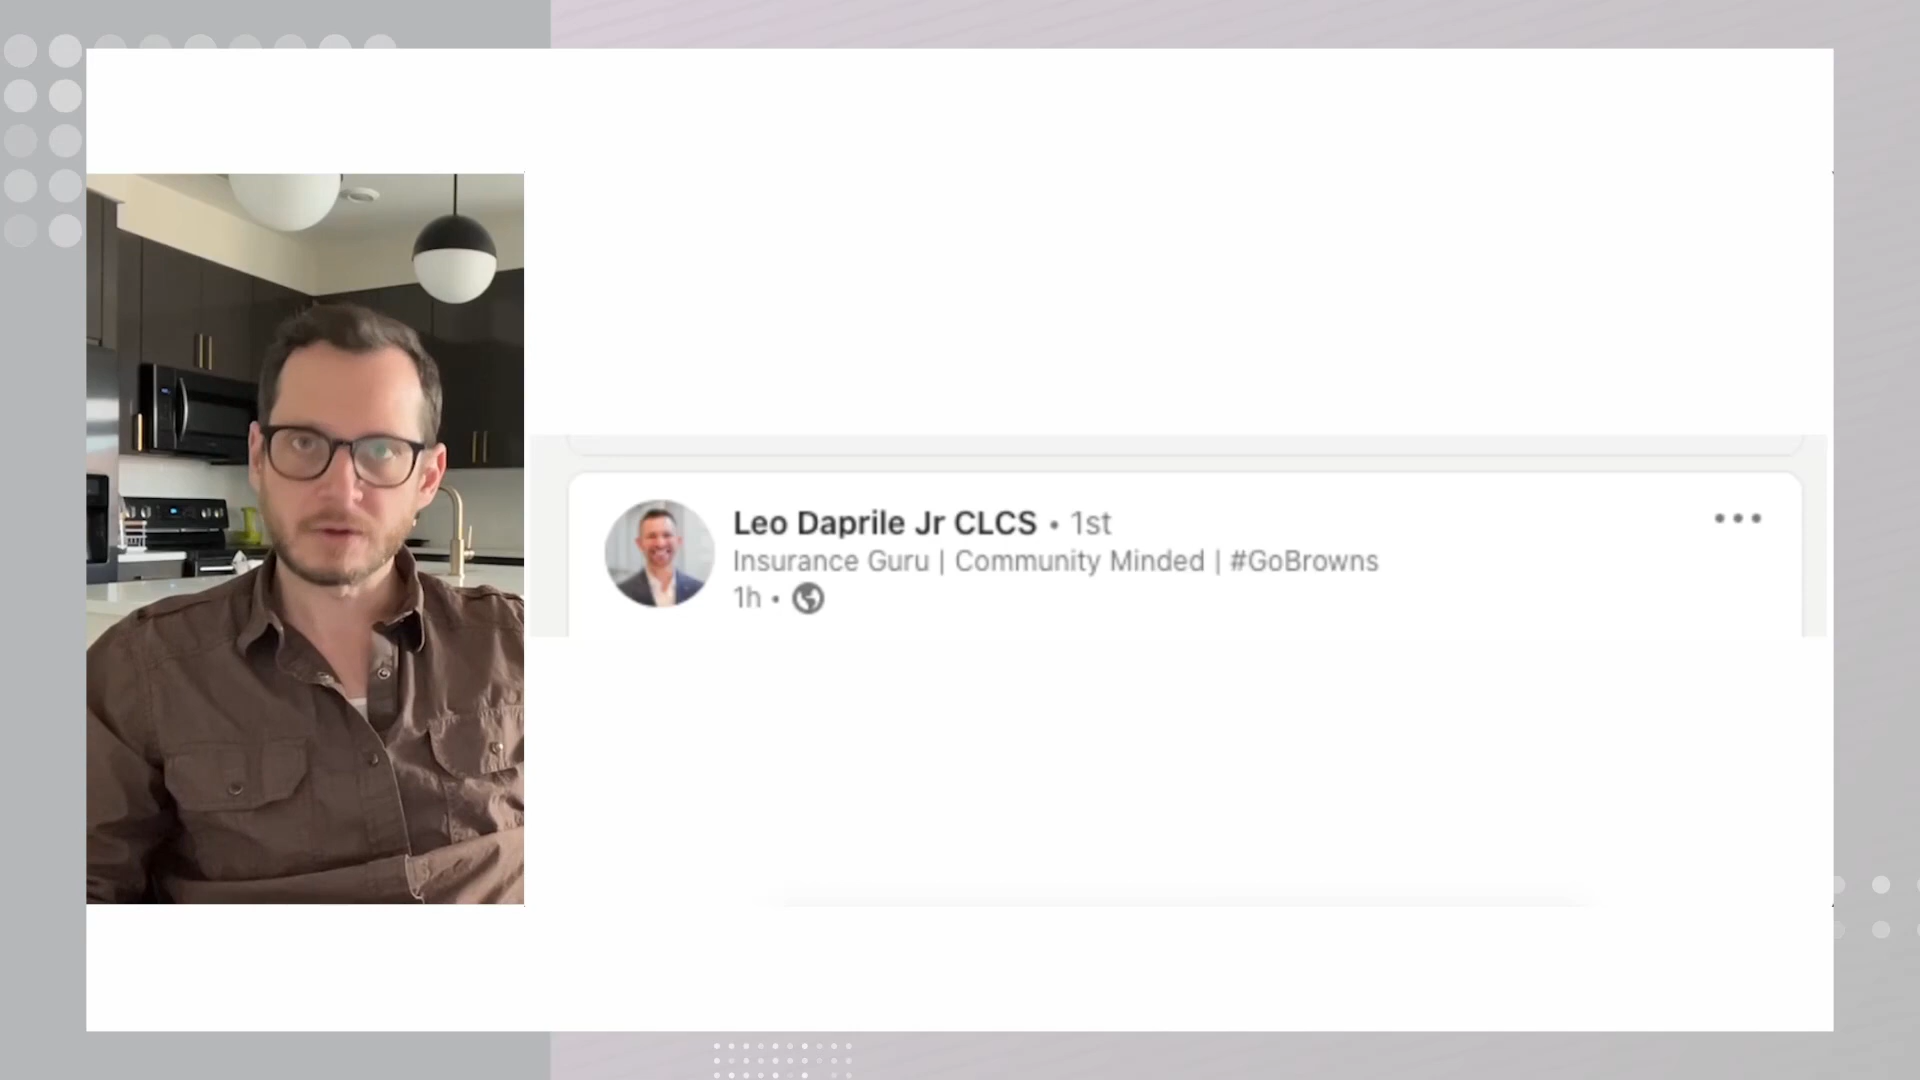 Leo Daprile Jr CLCS • 1st
Insurance Guru | Community Minded | #GoBrowns
1h •